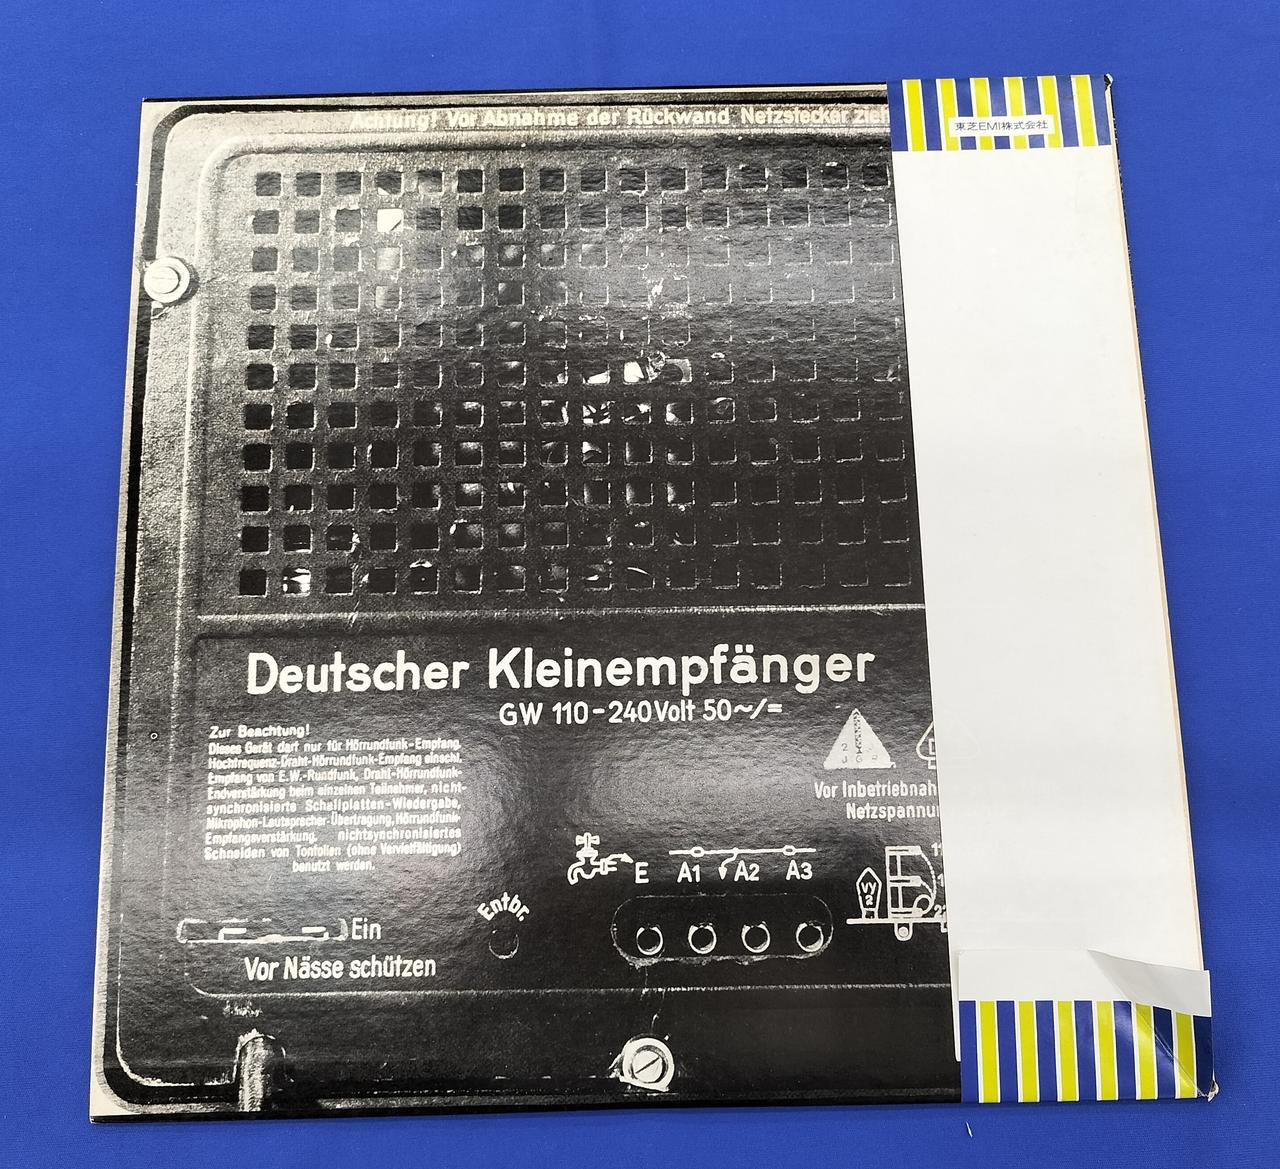 Achtung! Vor Abnahme der Rückwand Netzstecker zieh
東芝EMI株式会社
Deutscher Kleinempfänger
GW 110-240Volt 50~/=
Zur Beachtung!
Dieses Gerät darf nur für Hörrundfunk-Empfang,
Hochfrequenz-Draht-Hörrundfunk-Empfang einschl.
Empfang von E.W.-Rundfunk, Draht-Hörrundfunk-
Endverstärkung beim einzelnen Teilnehmer, nicht-
synchronisierte Schallplatten-Wiedergabe,
Mikrophon-Lautsprecher-Übertragung, Hörrundfunk-
Empfangsverstärkung, nichtsynchronisiertes
Schneiden von Tonfolien (ohne Vervielfältigung)
benutzt werden.
Vor Inbetriebnah
Netzspannu
E A1 A2 A3
VY
2
Entbr.
Ein
Vor Nässe schützen